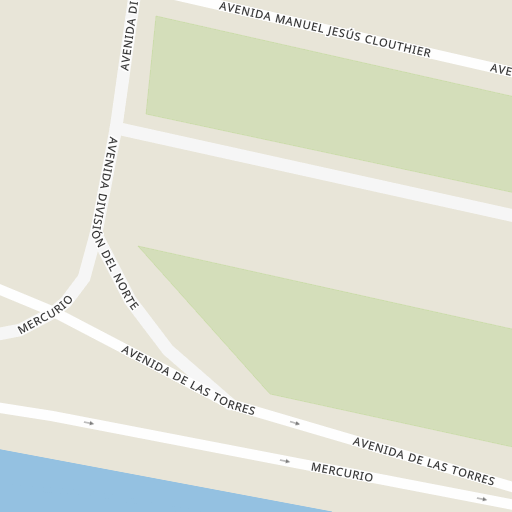 AVENIDA MANUEL JESÚS CLOUTHIER
AVE
AVENIDA DI
AVENIDA DIVISIÓN DEL NORTE
MERCURIO
AVENIDA DE LAS TORRES
AVENIDA DE LAS TORRES
MERCURIO